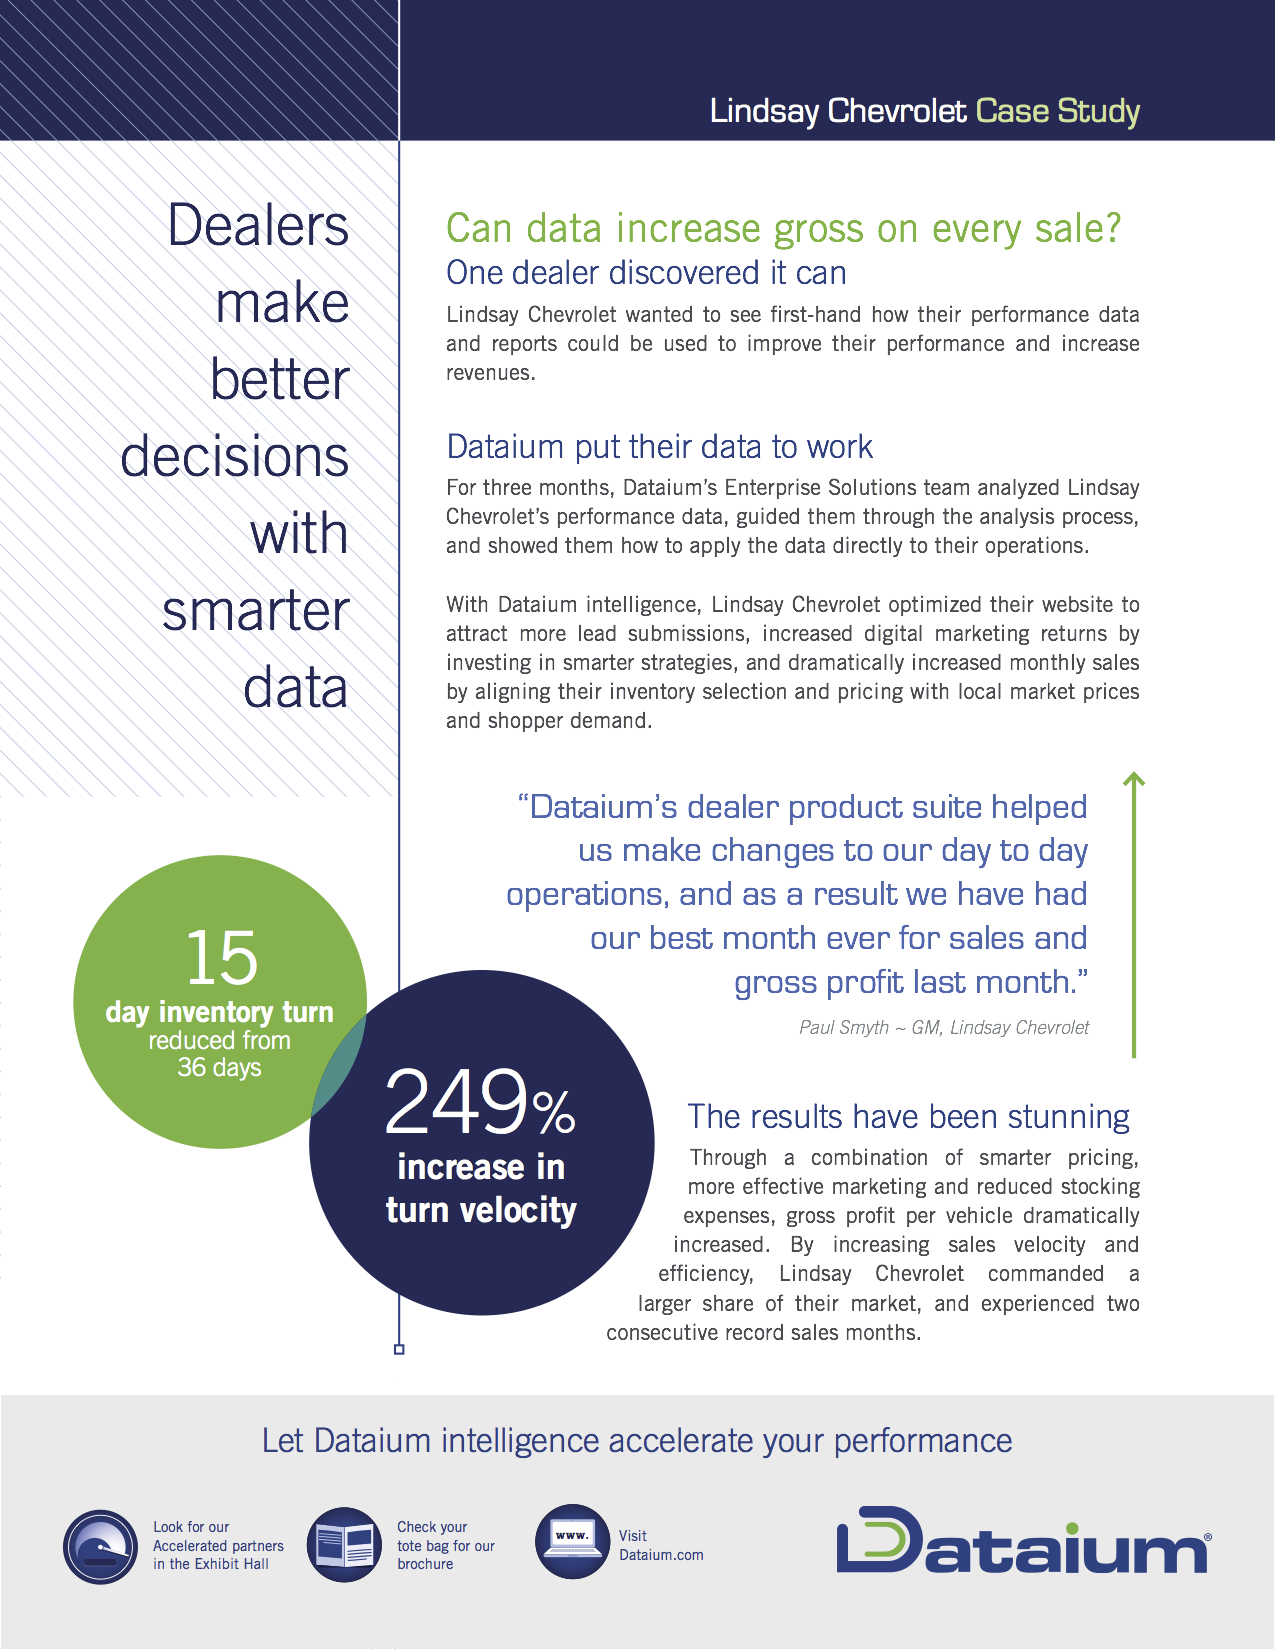 Lindsay Chevrolet Case Study
Dealers
make
better
decisions
with
smarter
data
Can data increase gross on every sale?
One dealer discovered it can
Lindsay Chevrolet wanted to see first-hand how their performance data
and reports could be used to improve their performance and increase
revenues.
Dataium put their data to work
For three months, Dataium’s Enterprise Solutions team analyzed Lindsay
Chevrolet’s performance data, guided them through the analysis process,
and showed them how to apply the data directly to their operations.
With Dataium intelligence, Lindsay Chevrolet optimized their website to
attract more lead submissions, increased digital marketing returns by
investing in smarter strategies, and dramatically increased monthly sales
by aligning their inventory selection and pricing with local market prices
and shopper demand.
“Dataium’s dealer product suite helped
us make changes to our day to day
operations, and as a result we have had
our best month ever for sales and
gross profit last month.”
Paul Smyth ~ GM, Lindsay Chevrolet
15
day inventory turn
reduced from
36 days
249%
increase in
turn velocity
The results have been stunning
Through a combination of smarter pricing,
more effective marketing and reduced stocking
expenses, gross profit per vehicle dramatically
increased. By increasing sales velocity and
efficiency, Lindsay Chevrolet commanded a
larger share of their market, and experienced two
consecutive record sales months.
Let Dataium intelligence accelerate your performance
Look for our
Accelerated partners
in the Exhibit Hall
Check your
tote bag for our
brochure
www.
Visit
Dataium.com
Dataium®